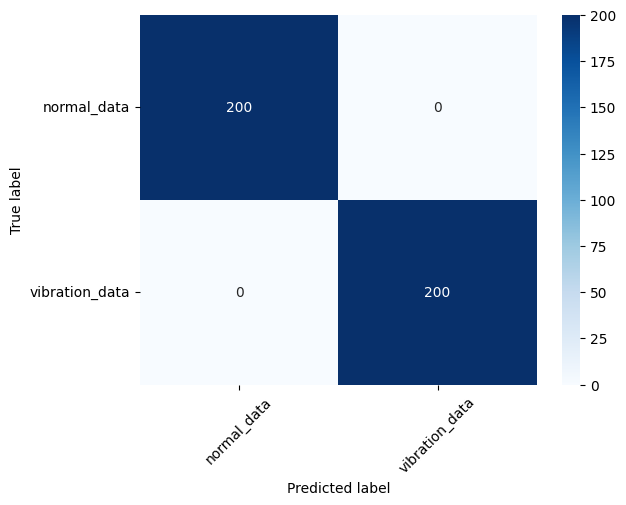 normal_data
vibration_data
True label
200
0
0
200
normal_data
vibration_data
Predicted label
200
175
150
125
100
75
50
25
0